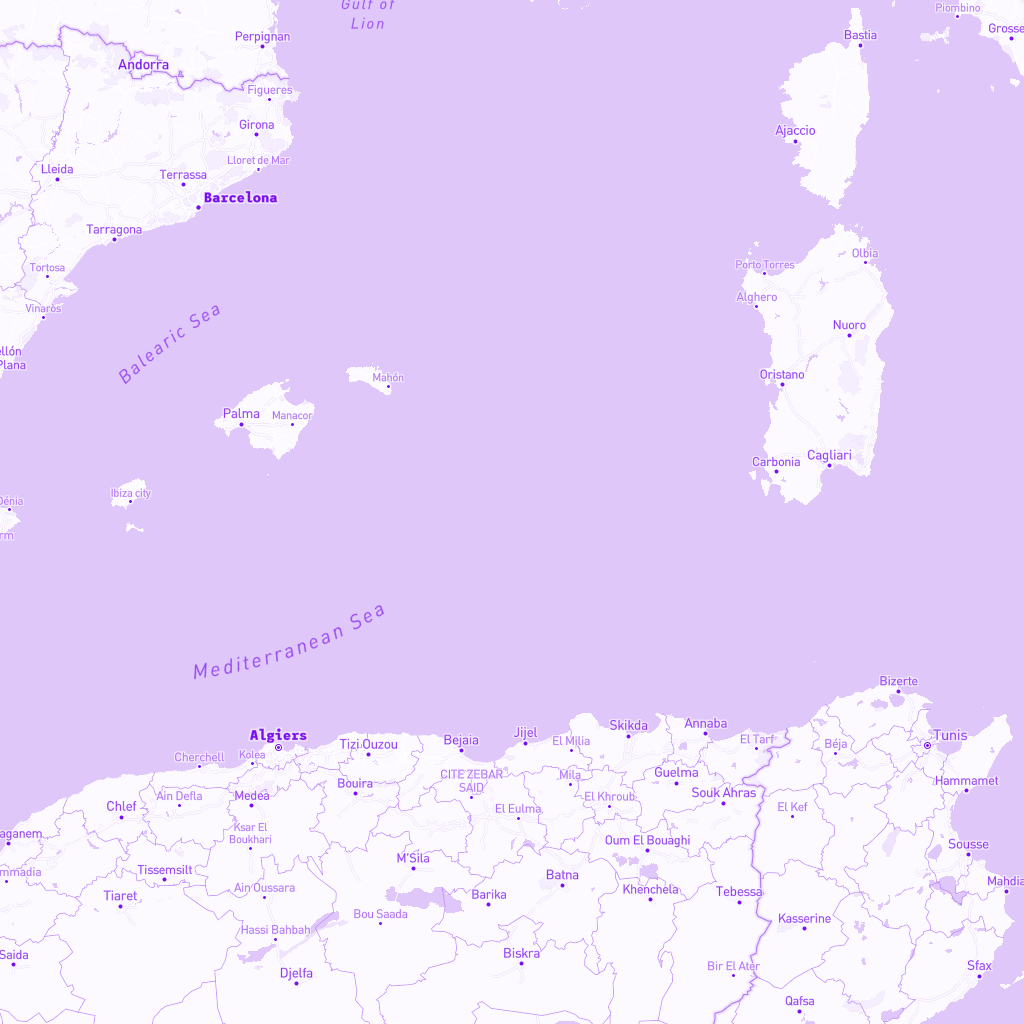 Gulf of
Lion
Piombino
Grosse
Perpignan
Bastia
Andorra
Figueres
Girona
Ajaccio
Lloret de Mar
Lleida
Terrassa
Barcelona
Tarragona
Tortosa
Olbia
Porto Torres
Alghero
Vinaròs
Balearic Sea
Nuoro
ellón
Plana
Mahón
Oristano
Palma
Manacor
Cagliari
Carbonia
Ibiza city
Dénia
rm
Mediterranean Sea
Bizerte
Algiers
Jijel
Skikda
Annaba
Tunis
Tizi Ouzou
Bejaia
El Milia
El Tarf
Béja
Cherchell
Kolea
CITE ZEBAR
SAID
Mila
Guelma
Hammamet
Bouira
Ain Defla
Medea
El Khroub
Souk Ahras
El Kef
Chlef
El Eulma
aganem
Ksar El
Boukhari
Oum El Bouaghi
Sousse
M'Sila
mmadia
Tissemsilt
Batna
Mahdia
Tiaret
Ain Oussara
Barika
Khenchela
Tebessa
Bou Saada
Kasserine
Hassi Bahbah
Saida
Biskra
Bir El Ater
Sfax
Djelfa
Qafsa